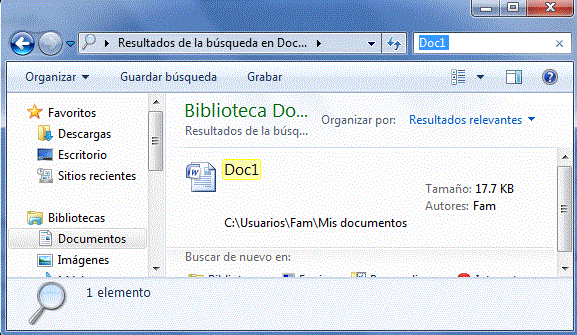 Resultados de la búsqueda en Doc...
Doc1
Organizar
Guardar búsqueda
Grabar
Favoritos
Descargas
Escritorio
Sitios recientes
Bibliotecas
Documentos
Imágenes
Biblioteca Do...
Resultados de la búsq...
Organizar por: Resultados relevantes
Doc1
Tamaño: 17.7 KB
Autores: Fam
C:\Usuarios\Fam\Mis documentos
Buscar de nuevo en:
1 elemento